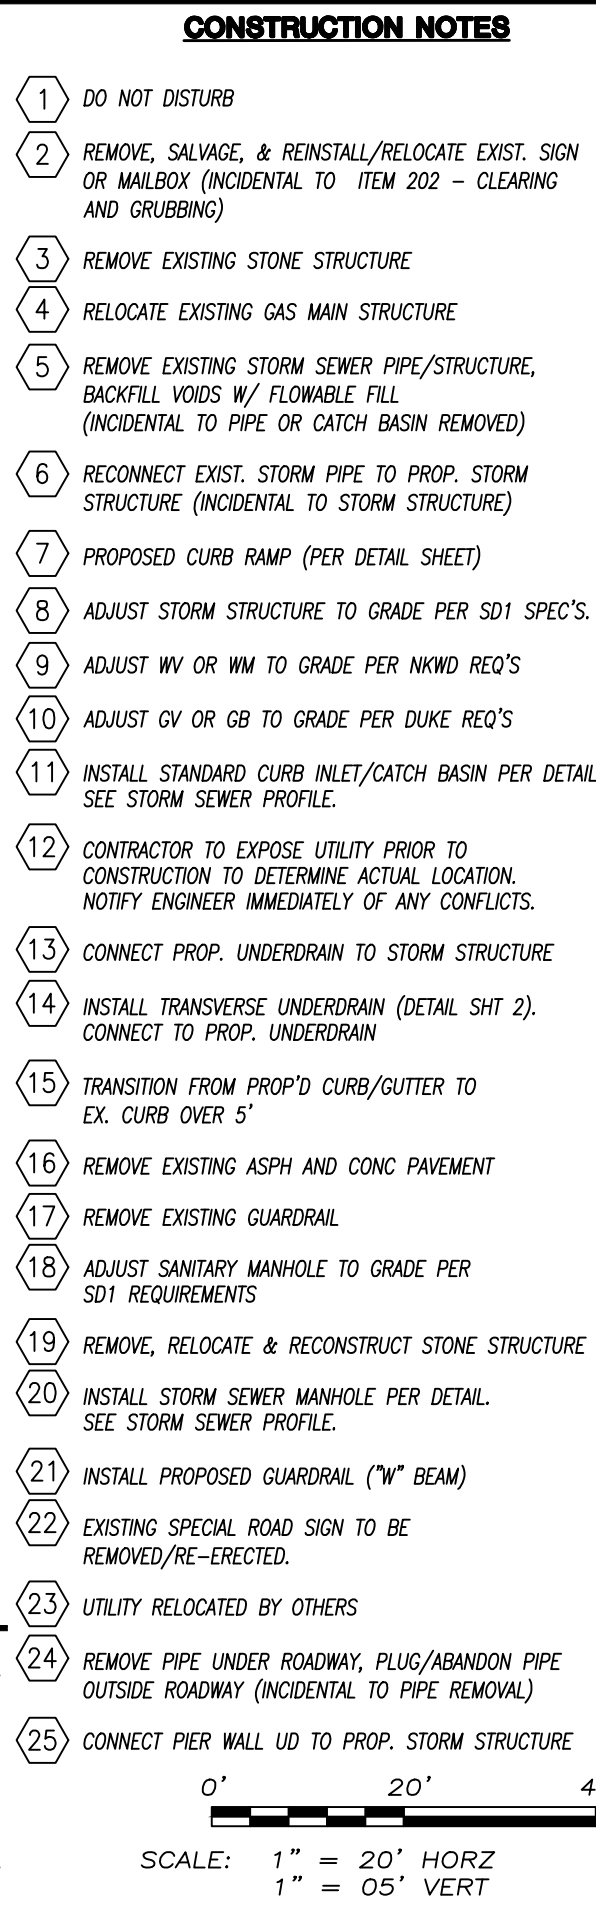 CONSTRUCTION NOTES
1 DO NOT DISTURB
2 REMOVE, SALVAGE, & REINSTALL/RELOCATE EXIST. SIGN
OR MAILBOX (INCIDENTAL TO ITEM 202 – CLEARING
AND GRUBBING)
3 REMOVE EXISTING STONE STRUCTURE
4 RELOCATE EXISTING GAS MAIN STRUCTURE
5 REMOVE EXISTING STORM SEWER PIPE/STRUCTURE,
BACKFILL VOIDS W/ FLOWABLE FILL
(INCIDENTAL TO PIPE OR CATCH BASIN REMOVED)
6 RECONNECT EXIST. STORM PIPE TO PROP. STORM
STRUCTURE (INCIDENTAL TO STORM STRUCTURE)
7 PROPOSED CURB RAMP (PER DETAIL SHEET)
8 ADJUST STORM STRUCTURE TO GRADE PER SD1 SPEC'S.
9 ADJUST WV OR WM TO GRADE PER NKWD REQ'S
10 ADJUST GV OR GB TO GRADE PER DUKE REQ'S
11 INSTALL STANDARD CURB INLET/CATCH BASIN PER DETAIL
SEE STORM SEWER PROFILE.
12 CONTRACTOR TO EXPOSE UTILITY PRIOR TO
CONSTRUCTION TO DETERMINE ACTUAL LOCATION.
NOTIFY ENGINEER IMMEDIATELY OF ANY CONFLICTS.
13 CONNECT PROP. UNDERDRAIN TO STORM STRUCTURE
14 INSTALL TRANSVERSE UNDERDRAIN (DETAIL SHT 2).
CONNECT TO PROP. UNDERDRAIN
15 TRANSITION FROM PROP'D CURB/GUTTER TO
EX. CURB OVER 5'
16 REMOVE EXISTING ASPH AND CONC PAVEMENT
17 REMOVE EXISTING GUARDRAIL
18 ADJUST SANITARY MANHOLE TO GRADE PER
SD1 REQUIREMENTS
19 REMOVE, RELOCATE & RECONSTRUCT STONE STRUCTURE
20 INSTALL STORM SEWER MANHOLE PER DETAIL.
SEE STORM SEWER PROFILE.
21 INSTALL PROPOSED GUARDRAIL ("W" BEAM)
22 EXISTING SPECIAL ROAD SIGN TO BE
REMOVED/RE-ERECTED.
23 UTILITY RELOCATED BY OTHERS
24 REMOVE PIPE UNDER ROADWAY, PLUG/ABANDON PIPE
OUTSIDE ROADWAY (INCIDENTAL TO PIPE REMOVAL)
25 CONNECT PIER WALL UD TO PROP. STORM STRUCTURE
0' 20' 4
SCALE: 1" = 20' HORZ
1" = 05' VERT